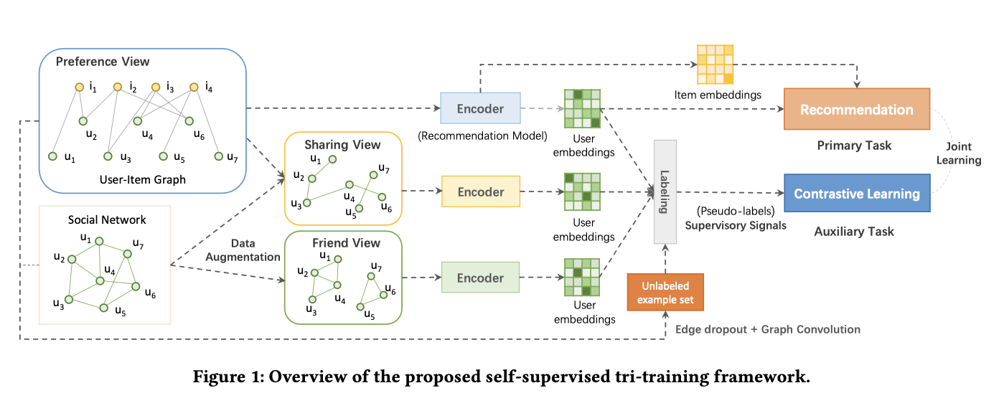 Preference View
i1
i2
i3
i4
u2
u4
u6
u1
u3
u5
u7
User-Item Graph
Social Network
u1
u7
u2
u4
u6
u3
u5
Data
Augmentation
Sharing View
u1
u2
u7
u4
u3
u5
u6
Friend View
u1
u2
u7
u4
u6
u3
u5
Encoder
(Recommendation Model)
Encoder
Encoder
Item embeddings
User
embeddings
User
embeddings
User
embeddings
Labeling
Unlabeled
example set
Edge dropout + Graph Convolution
(Pseudo-labels)
Supervisory Signals
Recommendation
Primary Task
Contrastive Learning
Auxiliary Task
Joint
Learning
Figure 1: Overview of the proposed self-supervised tri-training framework.